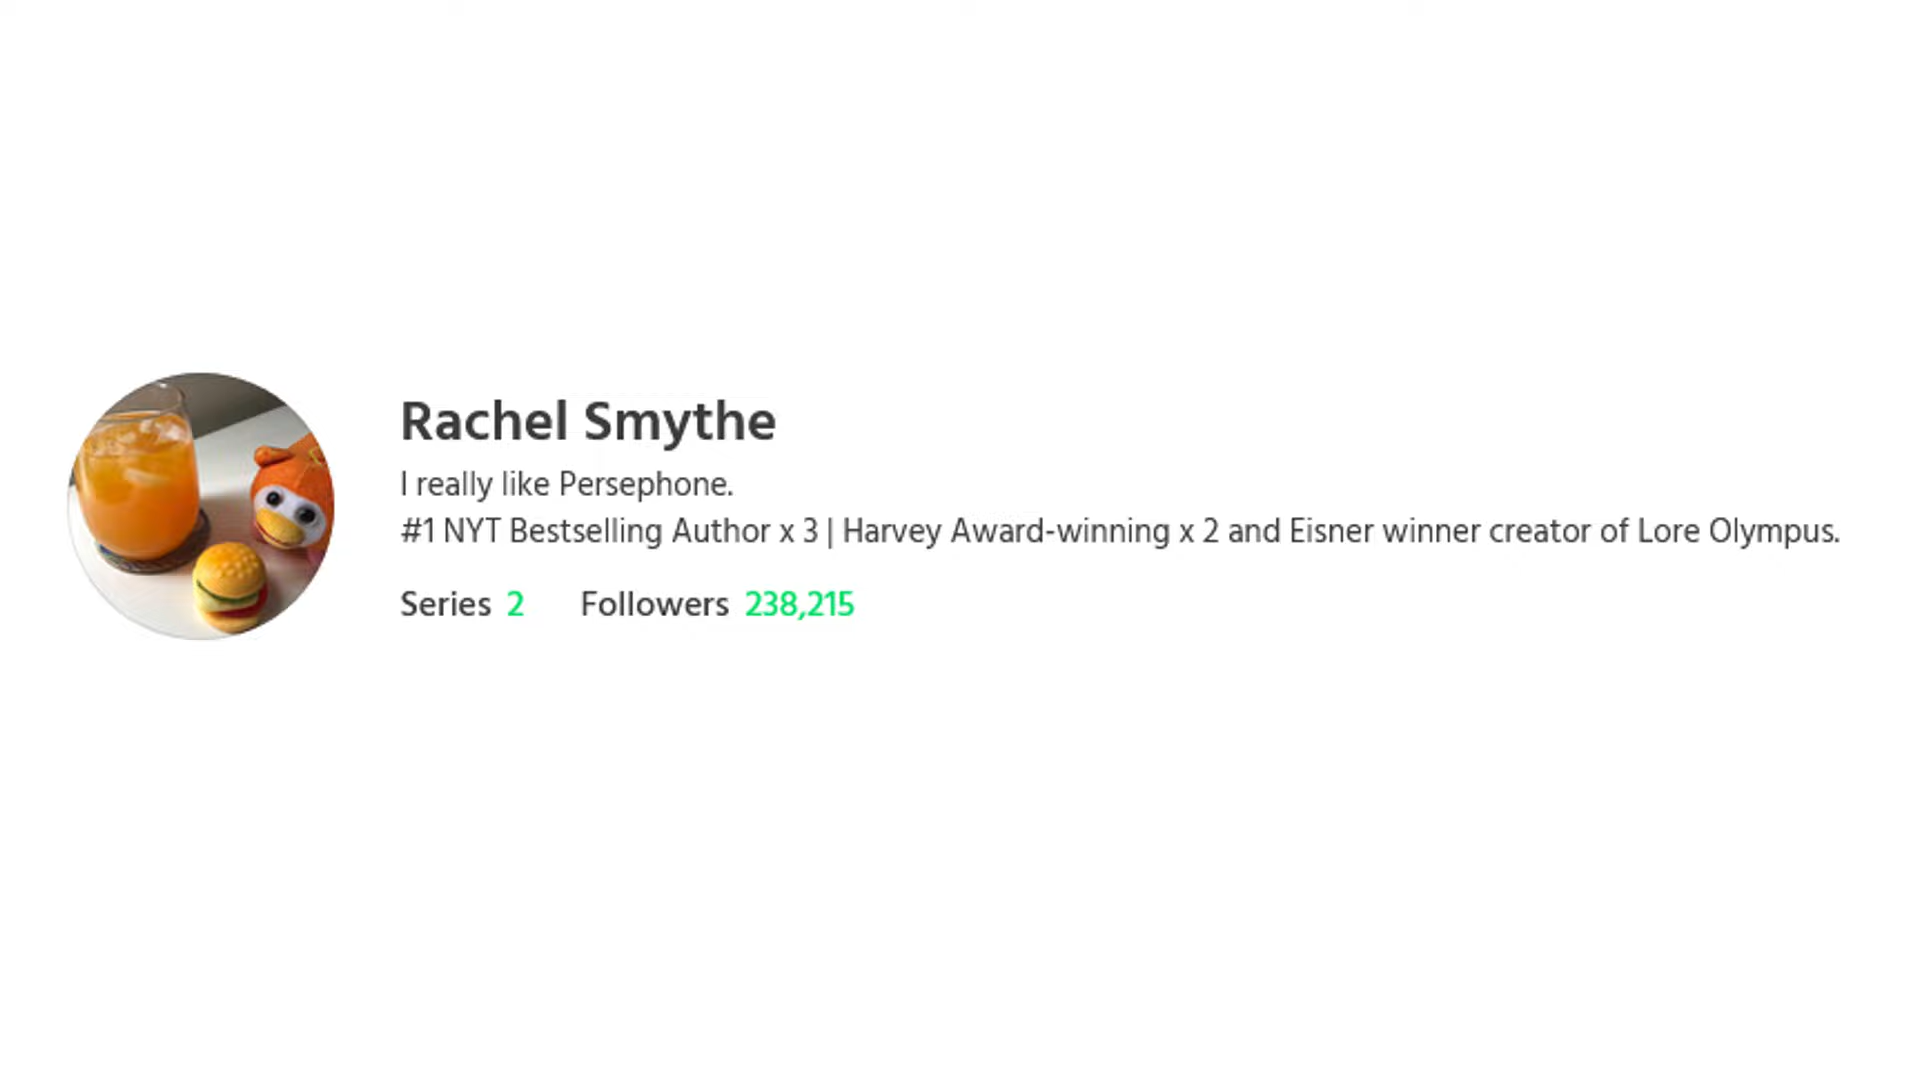 Rachel Smythe
I really like Persephone.
#1 NYT Bestselling Author x 3 | Harvey Award-winning x 2 and Eisner winner creator of Lore Olympus.
Series 2 Followers 238,215